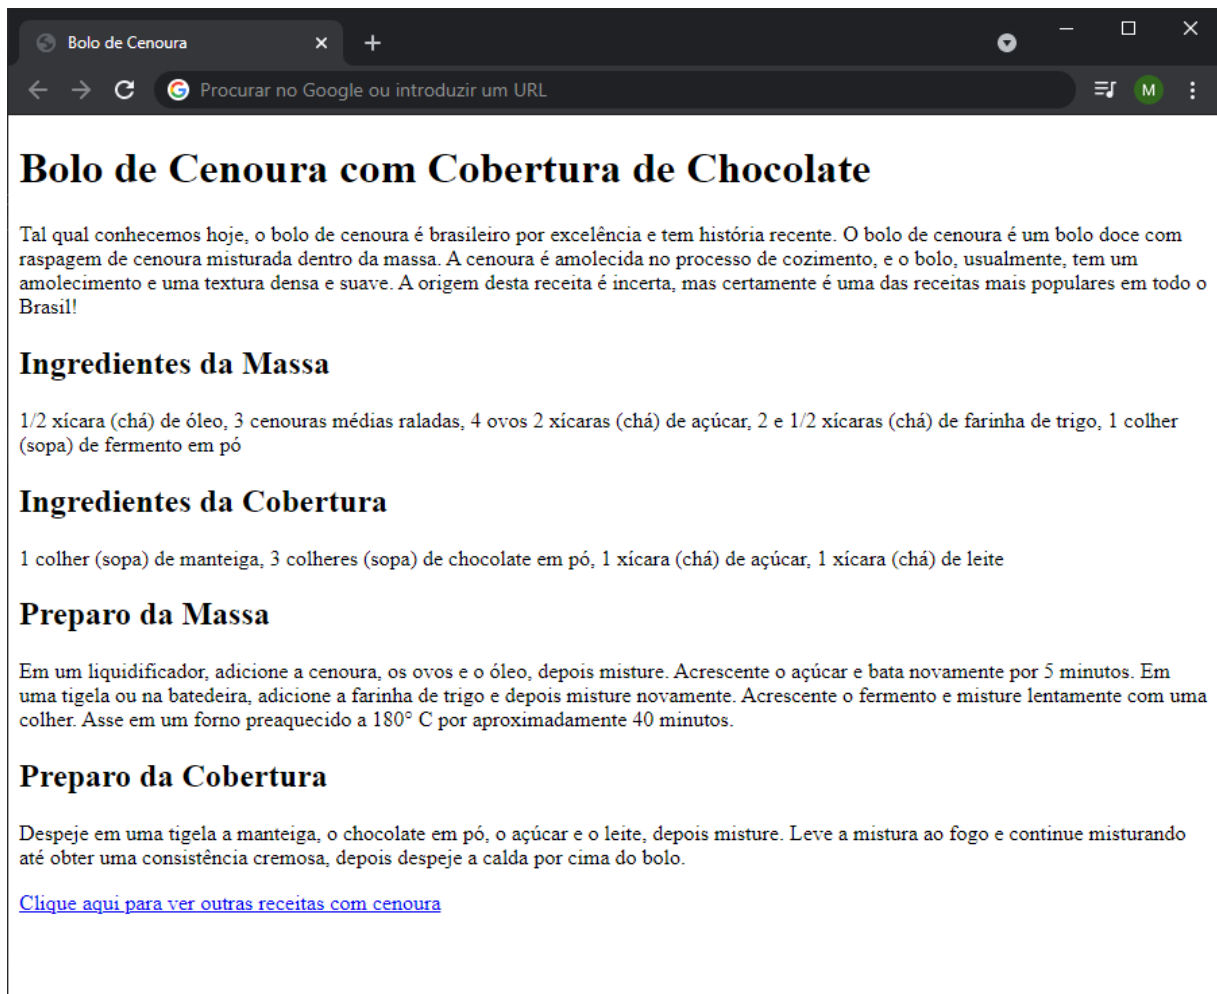 Bolo de Cenoura
Procurar no Google ou introduzir um URL
M
Bolo de Cenoura com Cobertura de Chocolate
Tal qual conhecemos hoje, o bolo de cenoura é brasileiro por excelência e tem história recente. O bolo de cenoura é um bolo doce com
raspagem de cenoura misturada dentro da massa. A cenoura é amolecida no processo de cozimento, e o bolo, usualmente, tem um
amolecimento e uma textura densa e suave. A origem desta receita é incerta, mas certamente é uma das receitas mais populares em todo o
Brasil!
Ingredientes da Massa
1/2 xícara (chá) de óleo, 3 cenouras médias raladas, 4 ovos 2 xícaras (chá) de açúcar, 2 e 1/2 xícaras (chá) de farinha de trigo, 1 colher
(sopa) de fermento em pó
Ingredientes da Cobertura
1 colher (sopa) de manteiga, 3 colheres (sopa) de chocolate em pó, 1 xícara (chá) de açúcar, 1 xícara (chá) de leite
Preparo da Massa
Em um liquidificador, adicione a cenoura, os ovos e o óleo, depois misture. Acrescente o açúcar e bata novamente por 5 minutos. Em
uma tigela ou na batedeira, adicione a farinha de trigo e depois misture novamente. Acrescente o fermento e misture lentamente com uma
colher. Asse em um forno preaquecido a 180° C por aproximadamente 40 minutos.
Preparo da Cobertura
Despeje em uma tigela a manteiga, o chocolate em pó, o açúcar e o leite, depois misture. Leve a mistura ao fogo e continue misturando
até obter uma consistência cremosa, depois despeje a calda por cima do bolo.
Clique aqui para ver outras receitas com cenoura